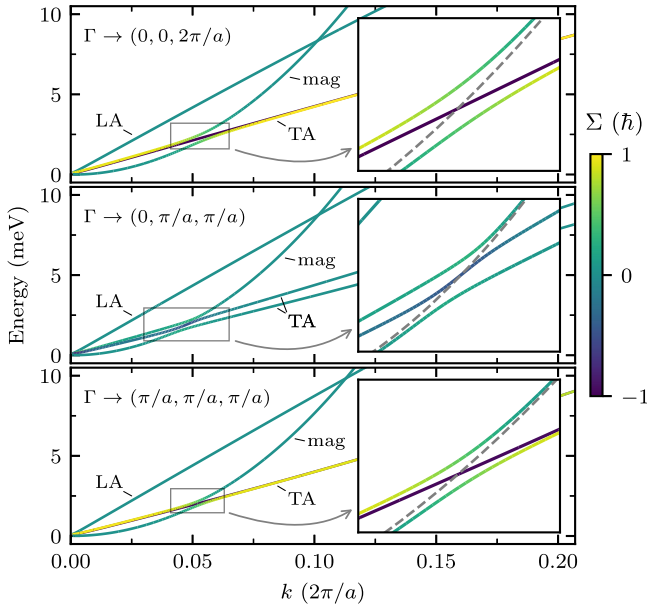 10
5
0
Γ → (0, 0, 2π/a)
LA
mag
TA
10
5
0
Γ → (0, π/a, π/a)
LA
mag
TA
10
5
0
Γ → (π/a, π/a, π/a)
LA
mag
TA
0.00 0.05 0.10 0.15 0.20
k (2π/a)
Energy (meV)
Σ (ħ)
1
0
−1